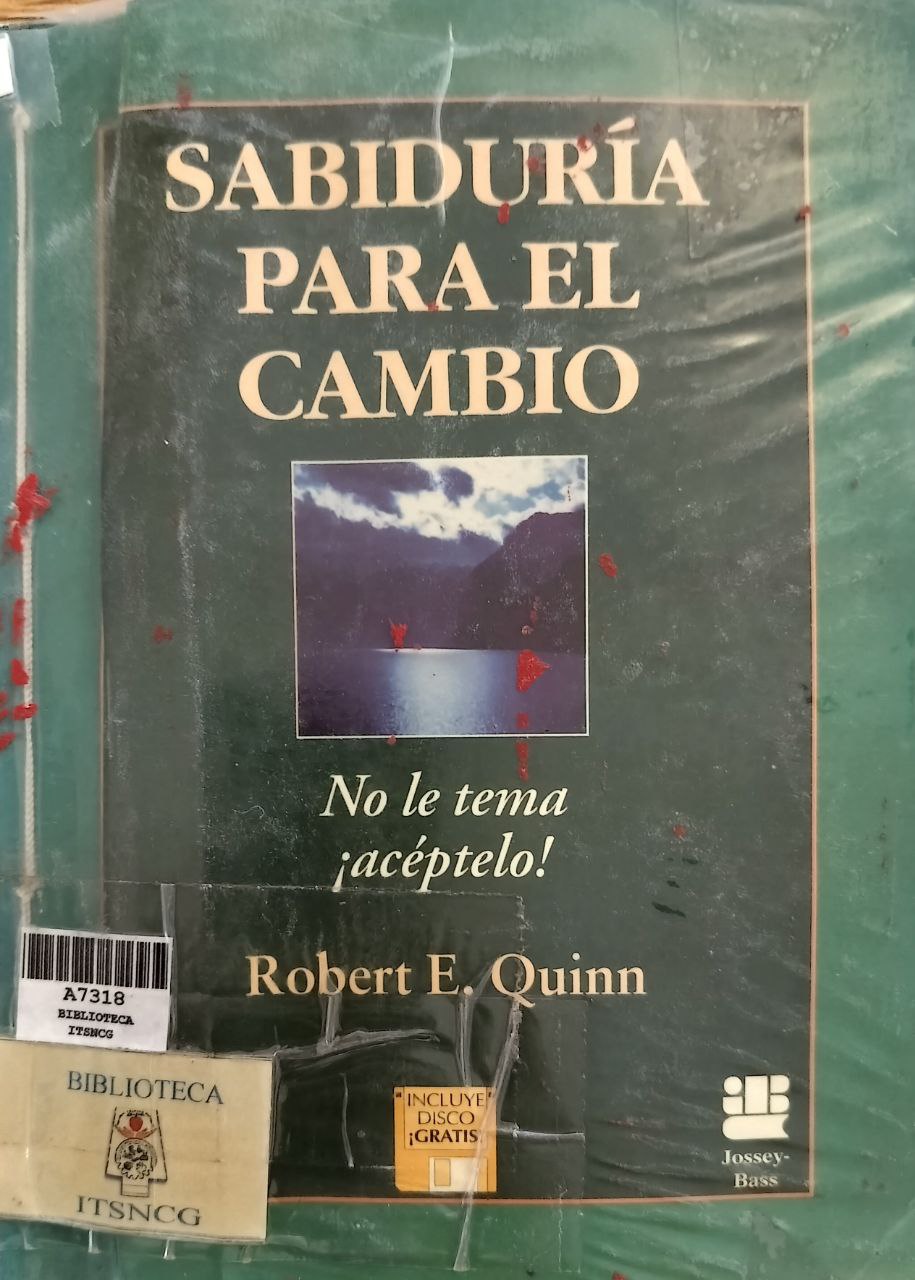 SABIDURÍA
PARA EL
CAMBIO
No le tema
¡acéptelo!
Robert E. Quinn
A7318
BIBLIOTECA
ITSNCG
BIBLIOTECA
ITSNCG
INCLUYE
DISCO
¡GRATIS!
Jossey-
Bass